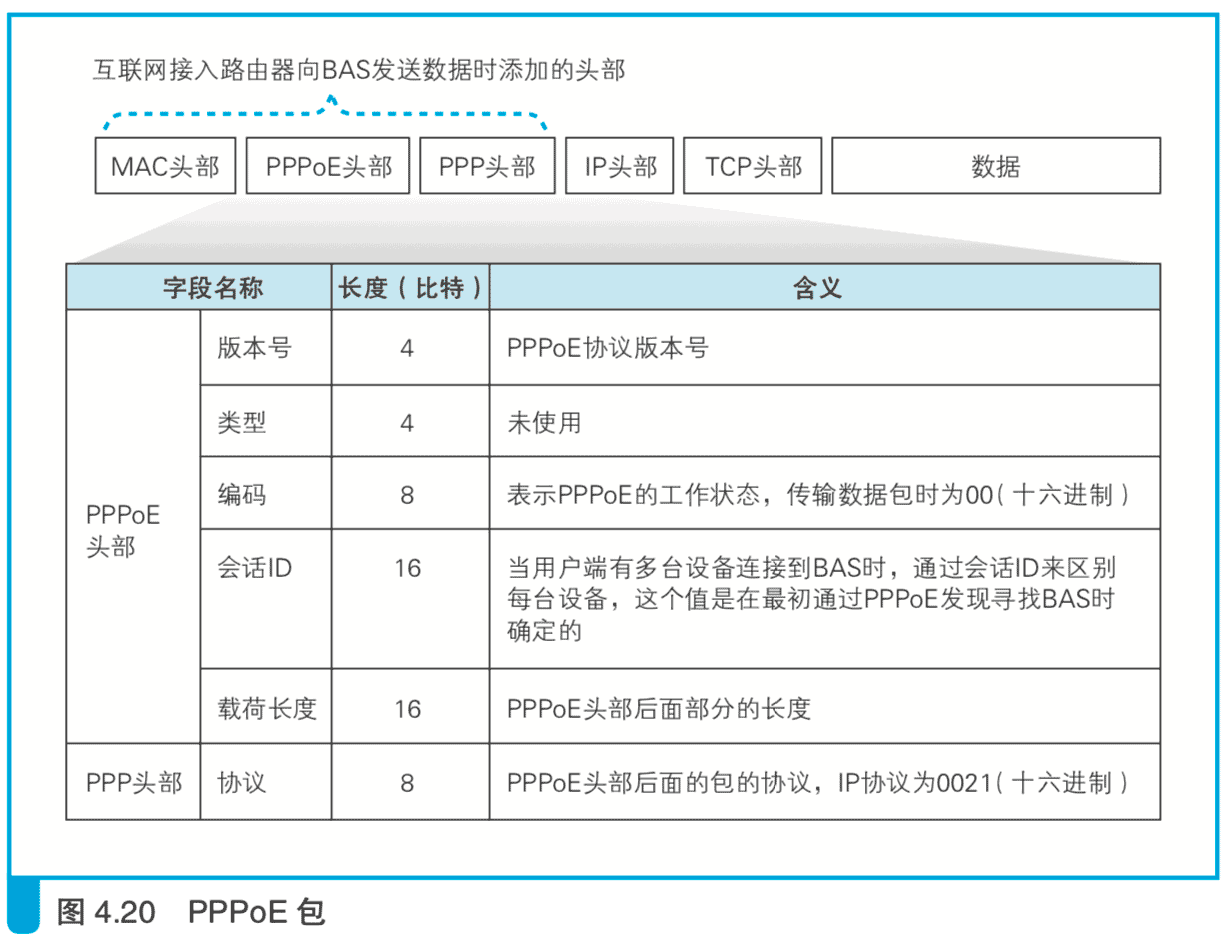 互联网接入路由器向BAS发送数据时添加的头部
MAC头部 PPPoE头部 PPP头部 IP头部 TCP头部 数据
字段名称 长度（比特） 含义
PPPoE
头部
版本号 4 PPPoE协议版本号
类型 4 未使用
编码 8 表示PPPoE的工作状态，传输数据包时为00（十六进制）
会话ID 16 当用户端有多台设备连接到BAS时，通过会话ID来区别
每台设备，这个值是在最初通过PPPoE发现寻找BAS时
确定的
载荷长度 16 PPPoE头部后面部分的长度
PPP头部 协议 8 PPPoE头部后面的包的协议，IP协议为0021（十六进制）
图 4.20 PPPoE 包